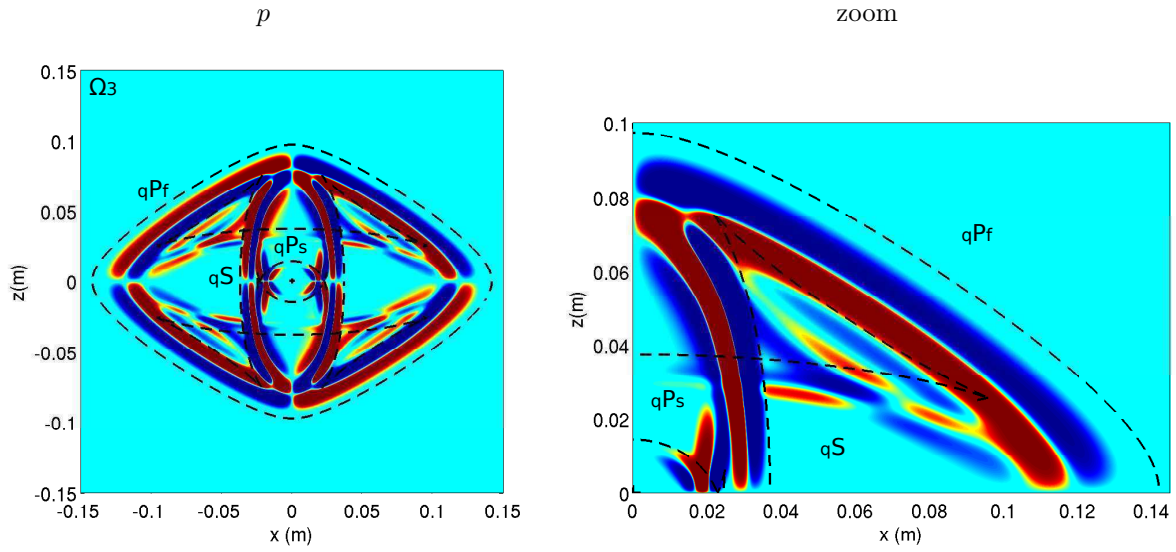 p
zoom
0.15
0.1
0.05
0
-0.05
-0.1
-0.15
z(m)
Ω3
qPf
qPs
qS
-0.15 -0.1 -0.05 0 0.05 0.1 0.15
x (m)
0.1
0.08
0.06
0.04
0.02
0
z(m)
qPf
qPs
qS
0 0.02 0.04 0.06 0.08 0.1 0.12 0.14
x (m)